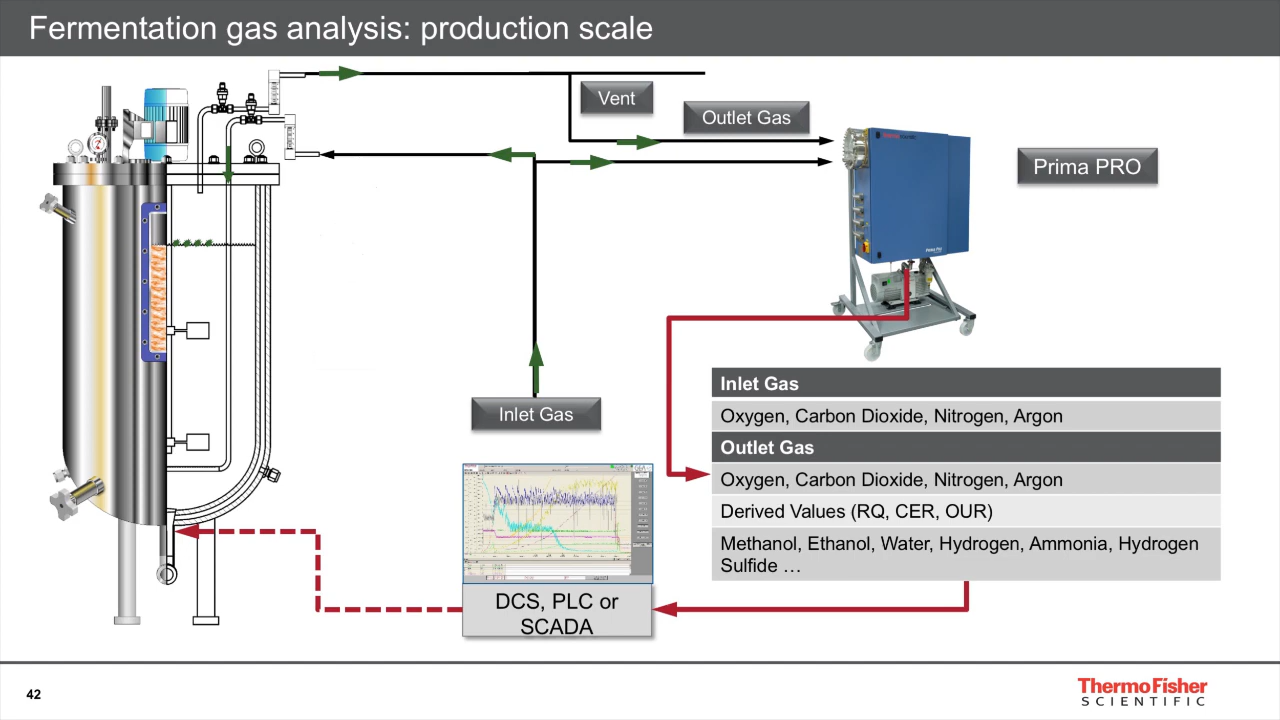 Fermentation gas analysis: production scale
Vent
Outlet Gas
Prima PRO
Inlet Gas
Inlet Gas
Oxygen, Carbon Dioxide, Nitrogen, Argon
Outlet Gas
Oxygen, Carbon Dioxide, Nitrogen, Argon
Derived Values (RQ, CER, OUR)
Methanol, Ethanol, Water, Hydrogen, Ammonia, Hydrogen
Sulfide …
DCS, PLC or
SCADA
42
ThermoFisher
SCIENTIFIC